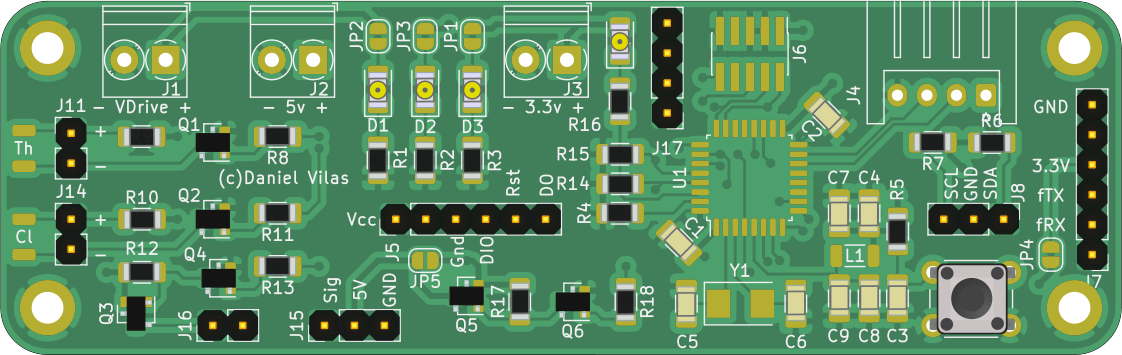 JP2
JP3
JP1
J1
J2
J3
J6
- VDrive +
- 5v +
- 3.3v +
J11
+
Th
-
Q1
R8
D1
D2
D3
R1
R2
R3
R16
J17
C2
J4
R15
R14
R4
U1
(c)Daniel Vilas
J14
+
Cl
-
R10
Q2
R11
R12
Q4
R13
Q3
J16
Vcc
J5
Gnd
DIO
Rst
DO
JP5
Sig
5V
GND
J15
Q5
R17
Q6
R18
C1
Y1
C5
C6
C7
C4
R5
L1
C9
C8
C3
R7
R6
SCL
GND
SDA
J8
GND
3.3V
fTX
fRX
JP4
J7